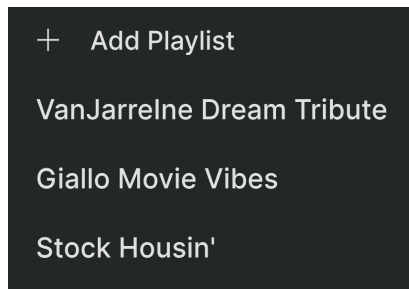 + Add Playlist
VanJarrelne Dream Tribute
Giallo Movie Vibes
Stock Housin'